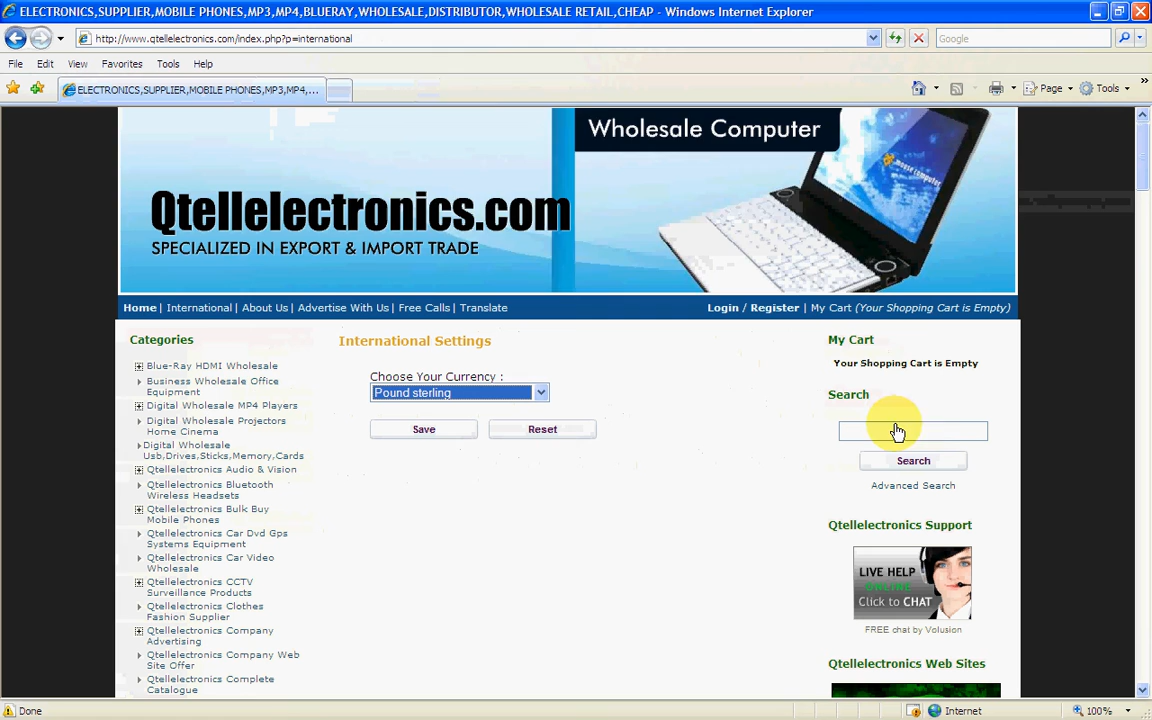 ELECTRONICS,SUPPLIER,MOBILE PHONES,MP3,MP4,BLUERAY,WHOLESALE,DISTRIBUTOR,WHOLESALE RETAIL,CHEAP - Windows Internet Explorer
http://www.qtellelectronics.com/index.php?p=international
Google
File Edit View Favorites Tools Help
ELECTRONICS,SUPPLIER,MOBILE PHONES,MP3,MP4,...
Page Tools
Wholesale Computer
mouse computer
Qtellelectronics.com
SPECIALIZED IN EXPORT & IMPORT TRADE
Home | International | About Us | Advertise With Us | Free Calls | Translate
Login / Register | My Cart (Your Shopping Cart is Empty)
Categories
Blue-Ray HDMI Wholesale
Business Wholesale Office
Equipment
Digital Wholesale MP4 Players
Digital Wholesale Projectors
Home Cinema
Digital Wholesale
Usb,Drives,Sticks,Memory,Cards
Qtellelectronics Audio & Vision
Qtellelectronics Bluetooth
Wireless Headsets
Qtellelectronics Bulk Buy
Mobile Phones
Qtellelectronics Car Dvd Gps
Systems Equipment
Qtellelectronics Car Video
Wholesale
Qtellelectronics CCTV
Surveillance Products
Qtellelectronics Clothes
Fashion Supplier
Qtellelectronics Company
Advertising
Qtellelectronics Company Web
Site Offer
Qtellelectronics Complete
Catalogue
International Settings
Choose Your Currency :
Pound sterling
Save Reset
My Cart
Your Shopping Cart is Empty
Search
Search
Advanced Search
Qtellelectronics Support
LIVE HELP
ONLINE
Click to CHAT
FREE chat by Volusion
Qtellelectronics Web Sites
Done
Internet
100%